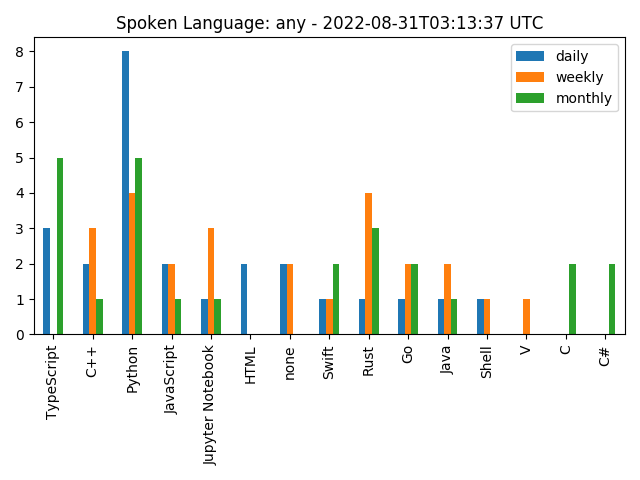 Spoken Language: any - 2022-08-31T03:13:37 UTC
daily
weekly
monthly
8
7
6
5
4
3
2
1
0
TypeScript
C++
Python
JavaScript
Jupyter Notebook
HTML
none
Swift
Rust
Go
Java
Shell
V
C
C#